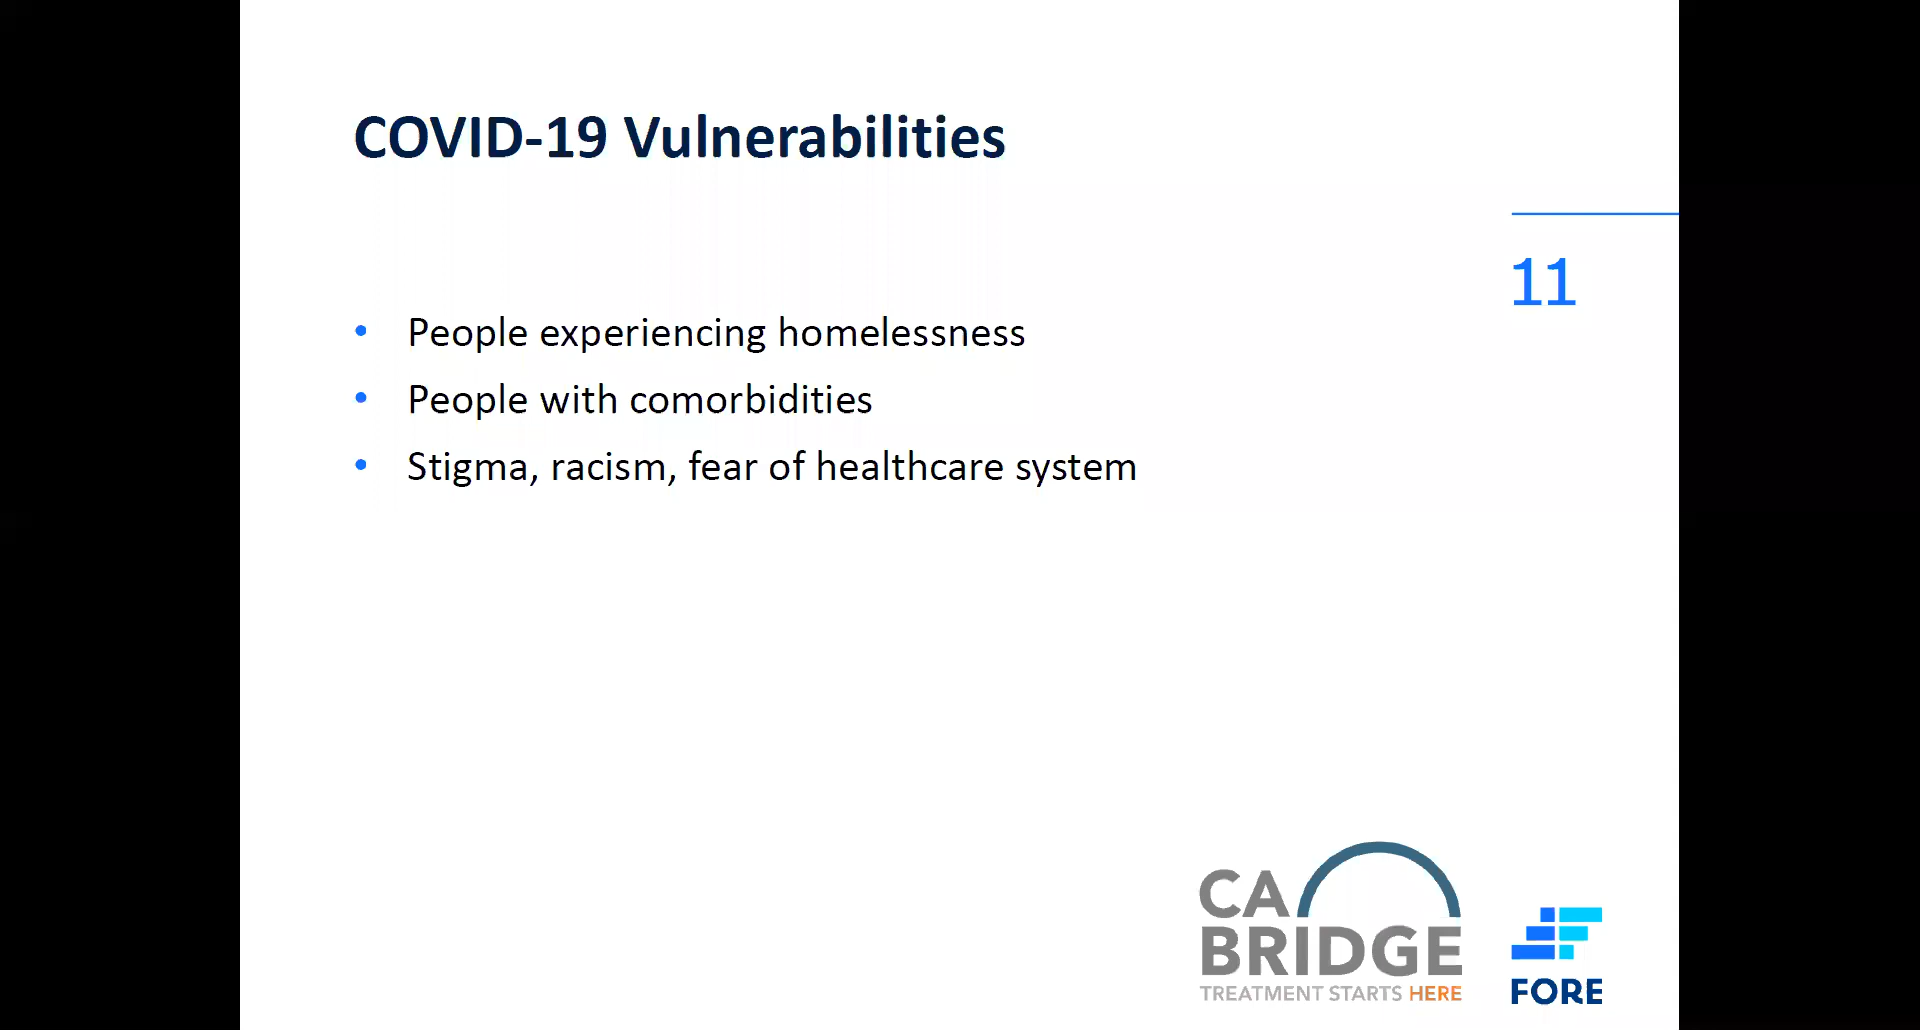 COVID-19 Vulnerabilities
11
• People experiencing homelessness
• People with comorbidities
• Stigma, racism, fear of healthcare system
CA
BRIDGE
TREATMENT STARTS HERE
FORE